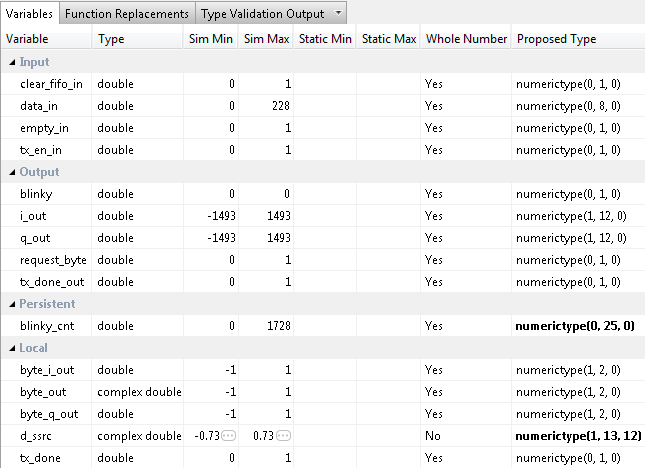 Variables Function Replacements Type Validation Output
Variable Type Sim Min Sim Max Static Min Static Max Whole Number Proposed Type
Input
clear_fifo_in double 0 1 Yes numerictype(0, 1, 0)
data_in double 0 228 Yes numerictype(0, 8, 0)
empty_in double 0 1 Yes numerictype(0, 1, 0)
tx_en_in double 0 1 Yes numerictype(0, 1, 0)
Output
blinky double 0 0 Yes numerictype(0, 1, 0)
i_out double -1493 1493 Yes numerictype(1, 12, 0)
q_out double -1493 1493 Yes numerictype(1, 12, 0)
request_byte double 0 1 Yes numerictype(0, 1, 0)
tx_done_out double 0 1 Yes numerictype(0, 1, 0)
Persistent
blinky_cnt double 0 1728 Yes numerictype(0, 25, 0)
Local
byte_i_out double -1 1 Yes numerictype(1, 2, 0)
byte_out complex double -1 1 Yes numerictype(1, 2, 0)
byte_q_out double -1 1 Yes numerictype(1, 2, 0)
d_ssrc complex double -0.73 0.73 No numerictype(1, 13, 12)
tx_done double 0 1 Yes numerictype(0, 1, 0)